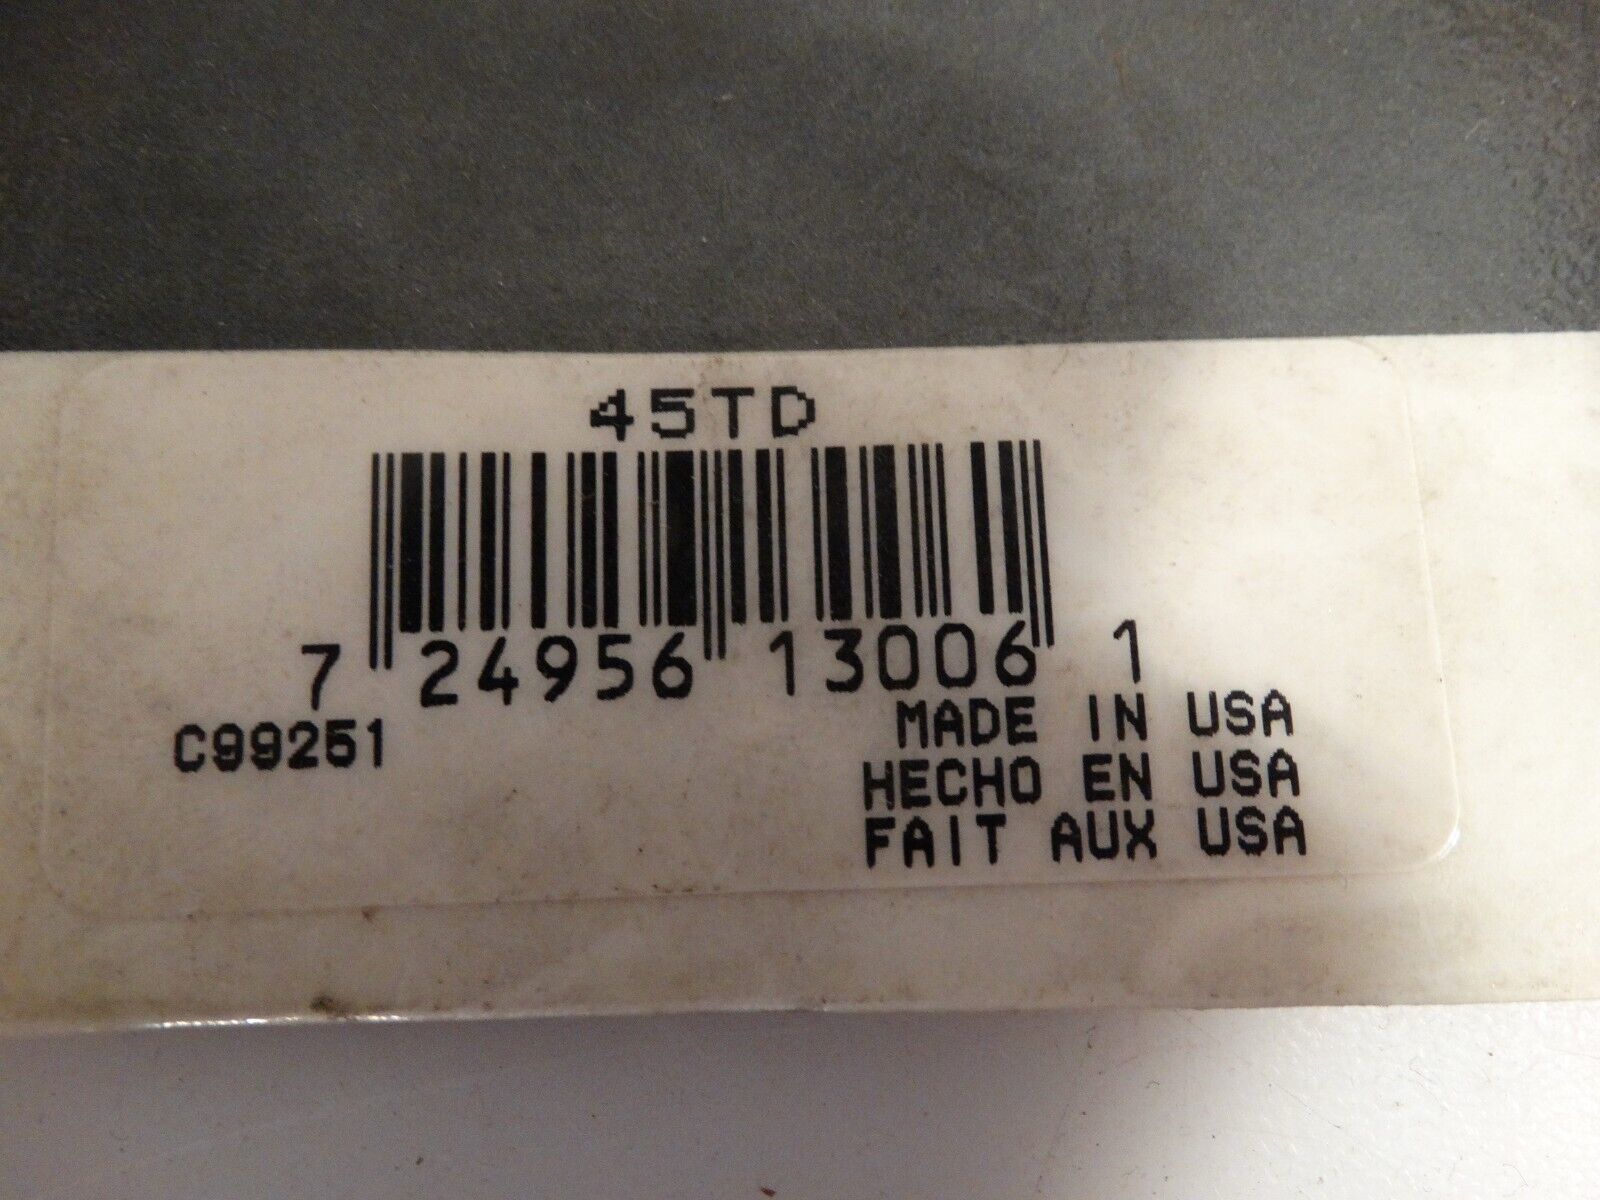 45TD
7 24956 13006 1
C99251
MADE IN USA
HECHO EN USA
FAIT AUX USA